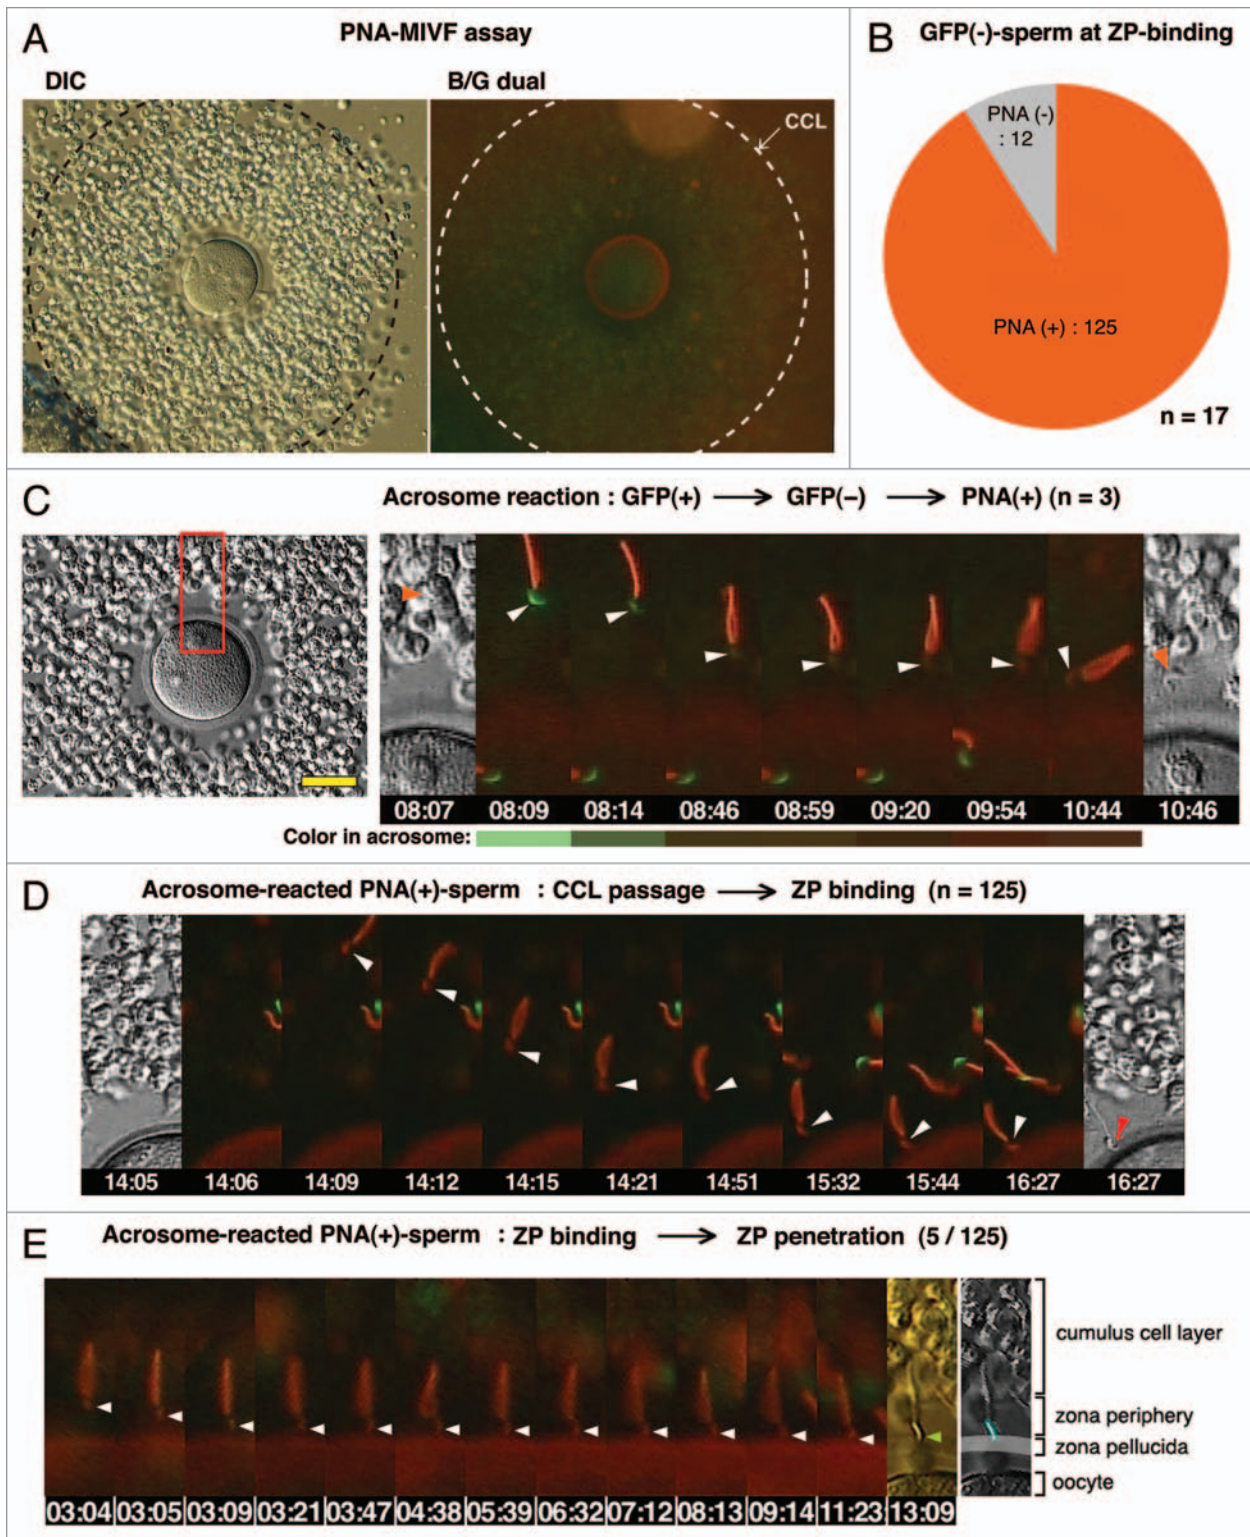 A
PNA-MIVF assay
DIC
B/G dual
CCL
B
GFP(-)-sperm at ZP-binding
PNA (-)
: 12
PNA (+) : 125
n = 17
C
Acrosome reaction : GFP(+) → GFP(–) → PNA(+) (n = 3)
08:07 08:09 08:14 08:46 08:59 09:20 09:54 10:44 10:46
Color in acrosome:
D
Acrosome-reacted PNA(+)-sperm : CCL passage → ZP binding (n = 125)
14:05 14:06 14:09 14:12 14:15 14:21 14:51 15:32 15:44 16:27 16:27
E
Acrosome-reacted PNA(+)-sperm : ZP binding → ZP penetration (5 / 125)
cumulus cell layer
zona periphery
zona pellucida
oocyte
03:04 03:05 03:09 03:21 03:47 04:38 05:39 06:32 07:12 08:13 09:14 11:23 13:09